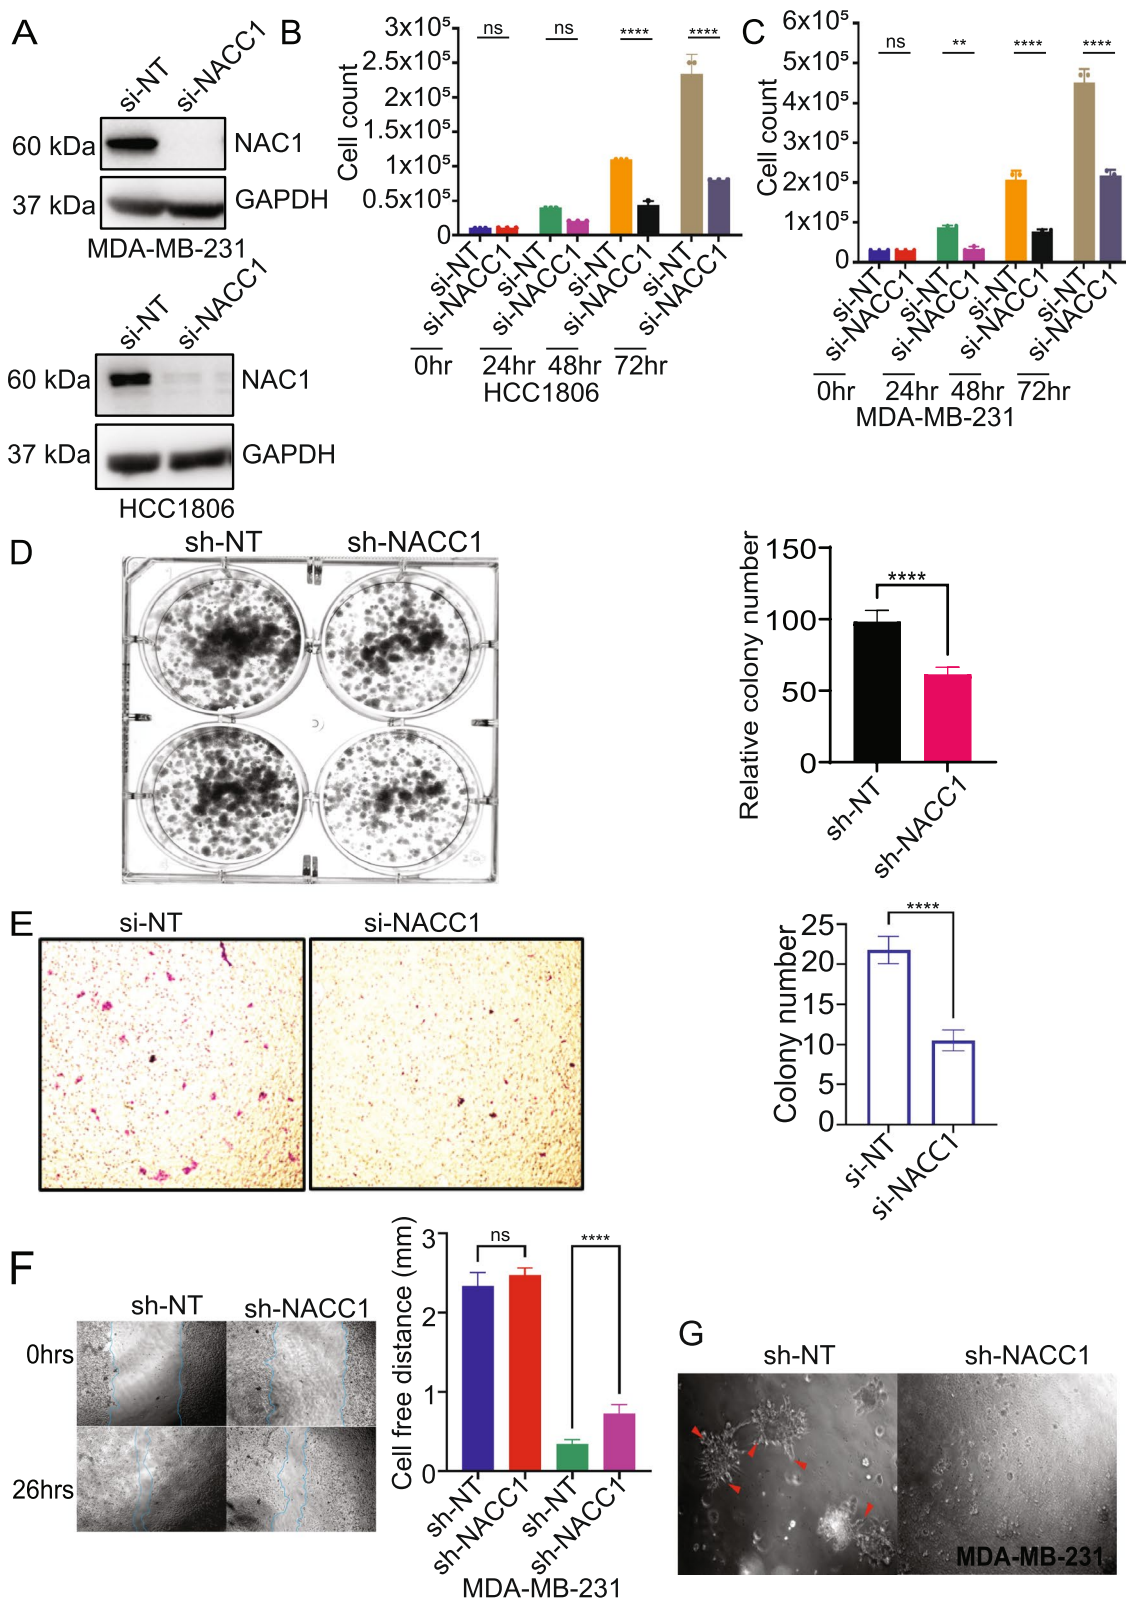 A
si-NT si-NACC1
60 kDa NAC1
37 kDa GAPDH
MDA-MB-231
si-NT si-NACC1
60 kDa NAC1
37 kDa GAPDH
HCC1806
B
Cell count
3x10⁵
2.5x10⁵
2x10⁵
1.5x10⁵
1x10⁵
0.5x10⁵
0
ns ns **** ****
si-NT si-NACC1 si-NT si-NACC1 si-NT si-NACC1 si-NT si-NACC1
0hr 24hr 48hr 72hr
HCC1806
C
Cell count
6x10⁵
5x10⁵
4x10⁵
3x10⁵
2x10⁵
1x10⁵
0
ns ** **** ****
si-NT si-NACC1 si-NT si-NACC1 si-NT si-NACC1 si-NT si-NACC1
0hr 24hr 48hr 72hr
MDA-MB-231
D
sh-NT sh-NACC1
Relative colony number
150
100
50
0
****
sh-NT sh-NACC1
E
si-NT si-NACC1
Colony number
25
20
15
10
5
0
****
si-NT si-NACC1
F
sh-NT sh-NACC1
0hrs
26hrs
Cell free distance (mm)
3
2
1
0
ns ****
sh-NT sh-NACC1 sh-NT sh-NACC1
MDA-MB-231
G
sh-NT sh-NACC1
MDA-MB-231